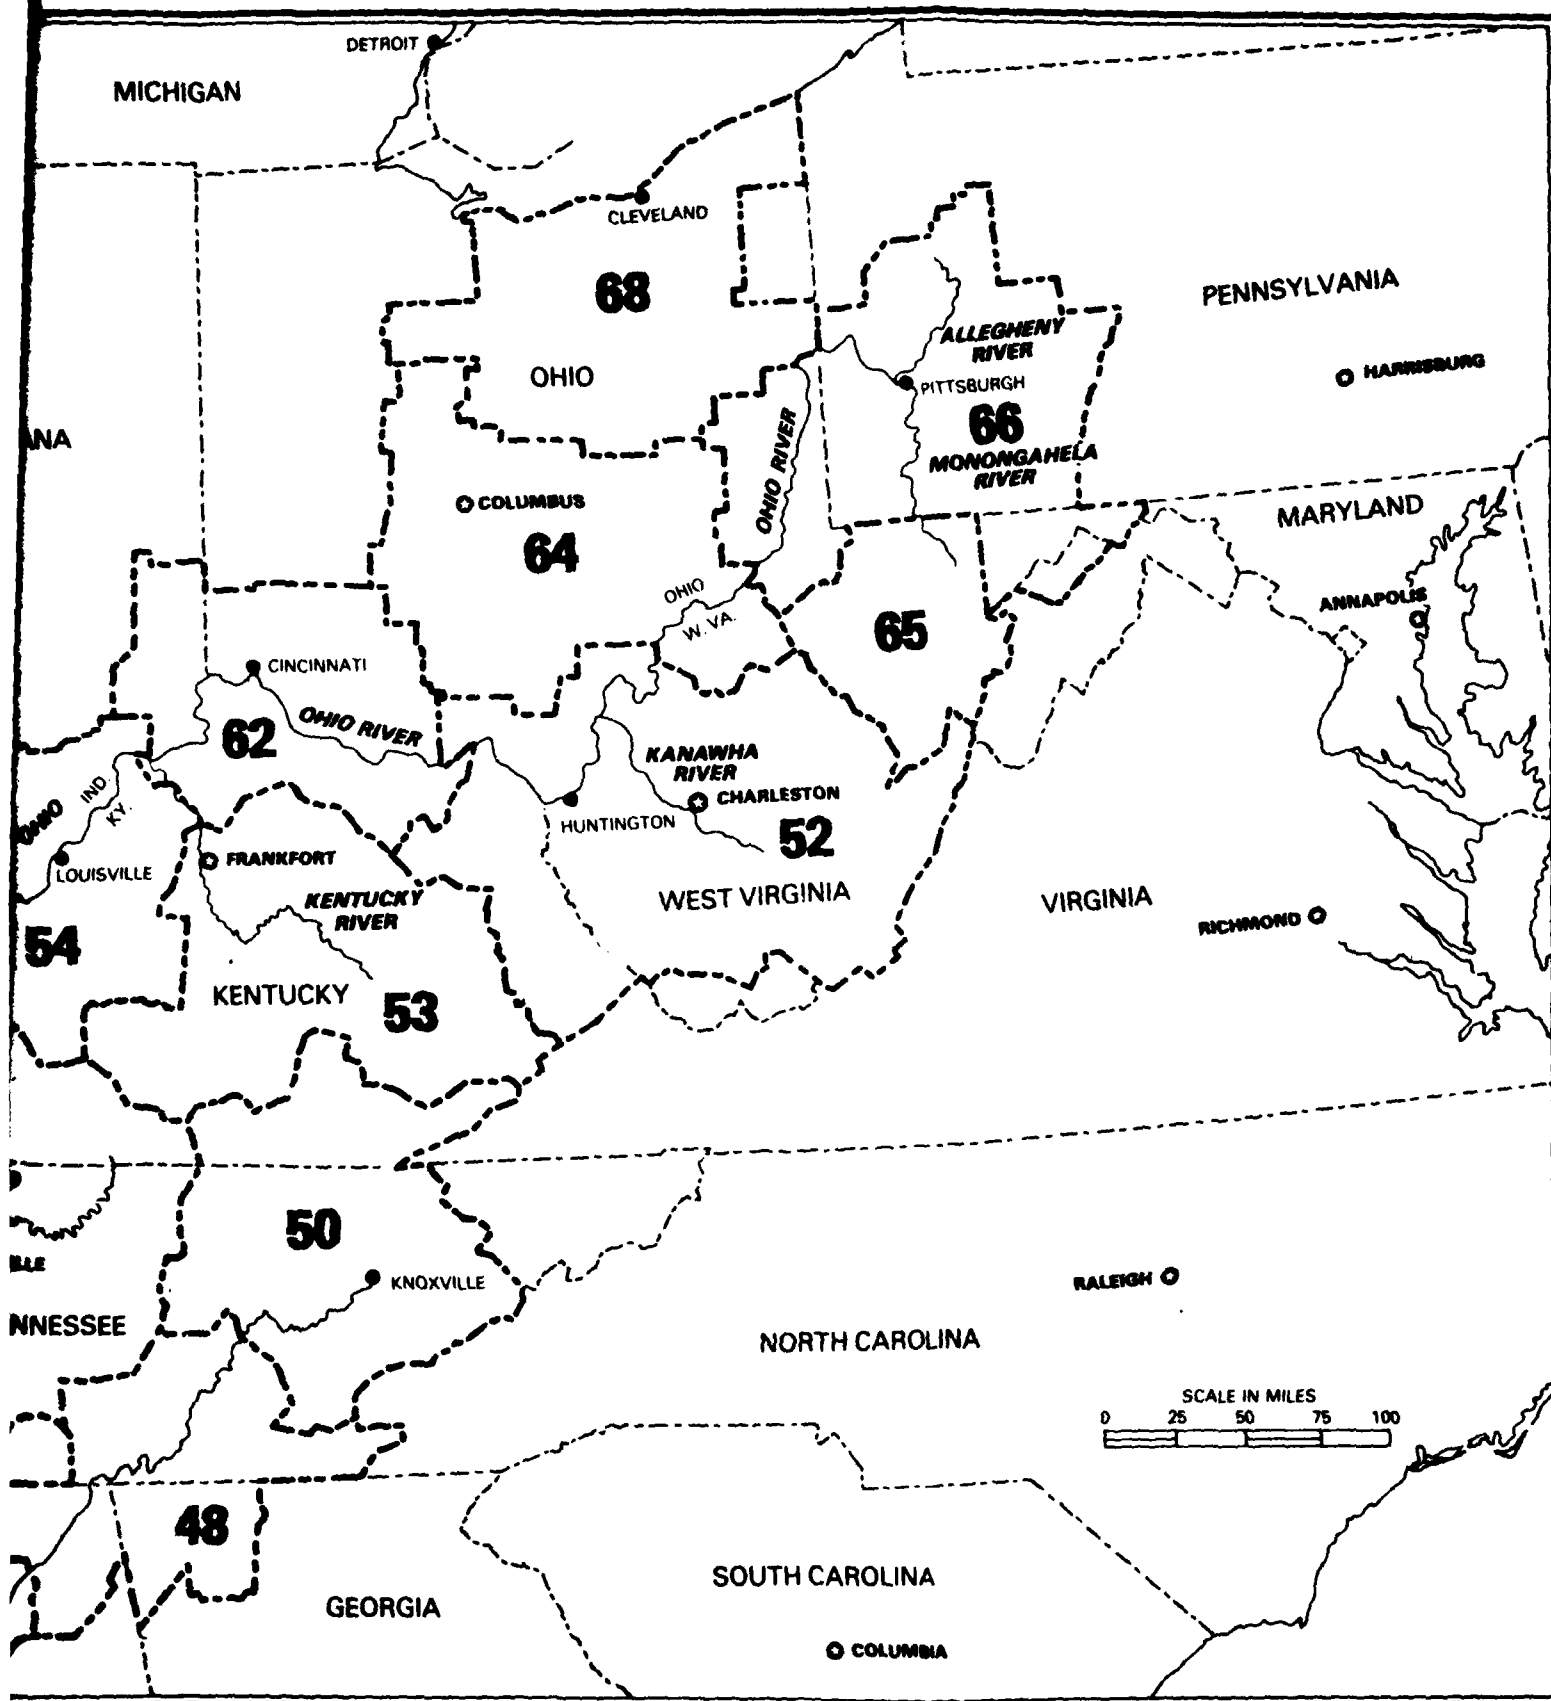 DETROIT
MICHIGAN
CLEVELAND
68
PENNSYLVANIA
ALLEGHENY
RIVER
HARRISBURG
OHIO
PITTSBURGH
66
ANA
OHIO RIVER
MONONGAHELA
RIVER
COLUMBUS
MARYLAND
64
OHIO
W. VA.
ANNAPOLIS
65
CINCINNATI
62
OHIO RIVER
KANAWHA
RIVER
IND.
KY.
OHIO
CHARLESTON
HUNTINGTON
52
LOUISVILLE
FRANKFORT
KENTUCKY
RIVER
WEST VIRGINIA
VIRGINIA
RICHMOND
54
KENTUCKY
53
50
KNOXVILLE
RALEIGH
ILLE
NNESSEE
NORTH CAROLINA
SCALE IN MILES
0 25 50 75 100
48
SOUTH CAROLINA
GEORGIA
COLUMBIA